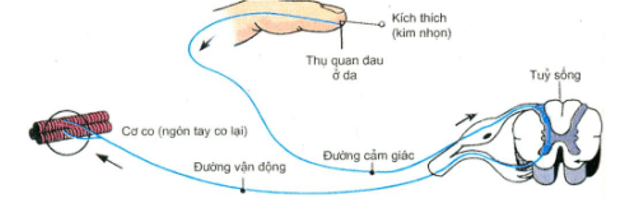 Kích thích
(kim nhọn)
Thụ quan đau
ở da
Tuỷ sống
Cơ co (ngón tay co lại)
Đường cảm giác
Đường vận động